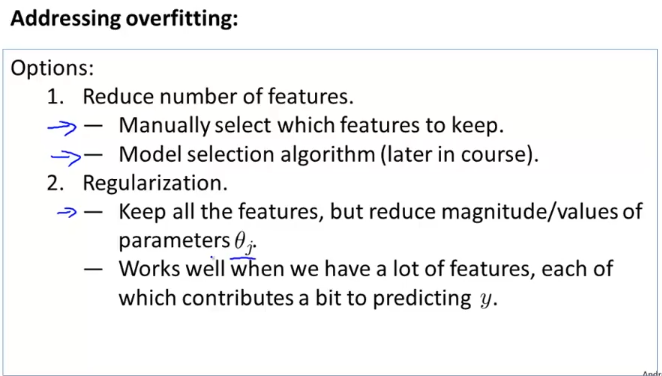 Addressing overfitting:
Options:
1. Reduce number of features.
— Manually select which features to keep.
— Model selection algorithm (later in course).
2. Regularization.
— Keep all the features, but reduce magnitude/values of
parameters θⱼ.
— Works well when we have a lot of features, each of
which contributes a bit to predicting y.